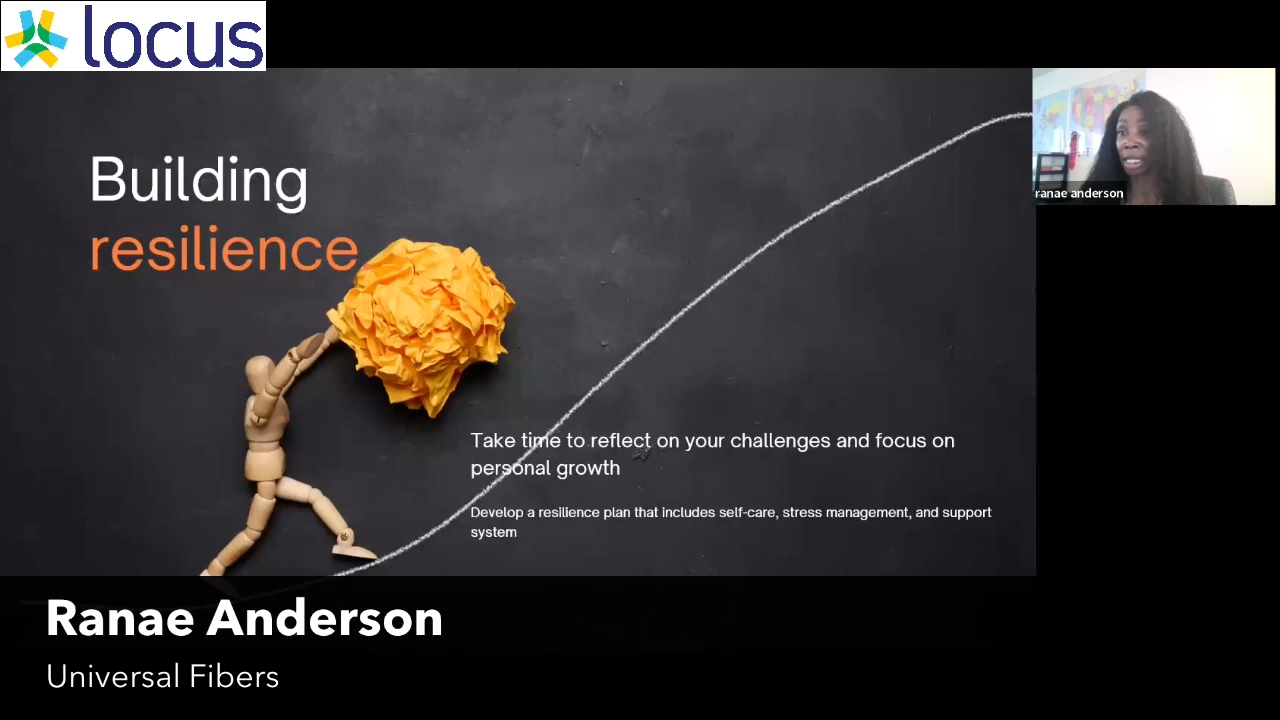 locus
Building
resilience
ranae anderson
Take time to reflect on your challenges and focus on
personal growth
Develop a resilience plan that includes self-care, stress management, and support
system
Ranae Anderson
Universal Fibers